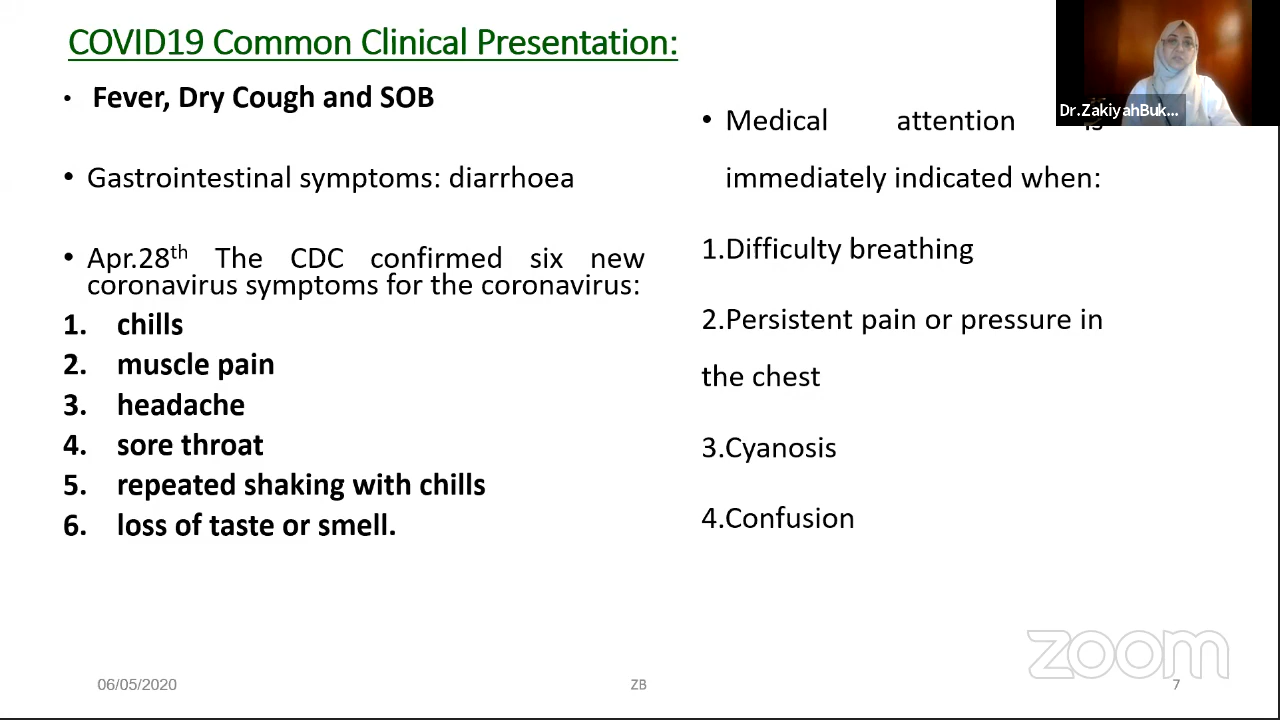 COVID19 Common Clinical Presentation:
• Fever, Dry Cough and SOB
• Gastrointestinal symptoms: diarrhoea
• Apr.28th The CDC confirmed six new
coronavirus symptoms for the coronavirus:
1. chills
2. muscle pain
3. headache
4. sore throat
5. repeated shaking with chills
6. loss of taste or smell.
Dr.ZakiyahBuk...
• Medical attention is
immediately indicated when:
1.Difficulty breathing
2.Persistent pain or pressure in
the chest
3.Cyanosis
4.Confusion
zoom
06/05/2020
ZB
7